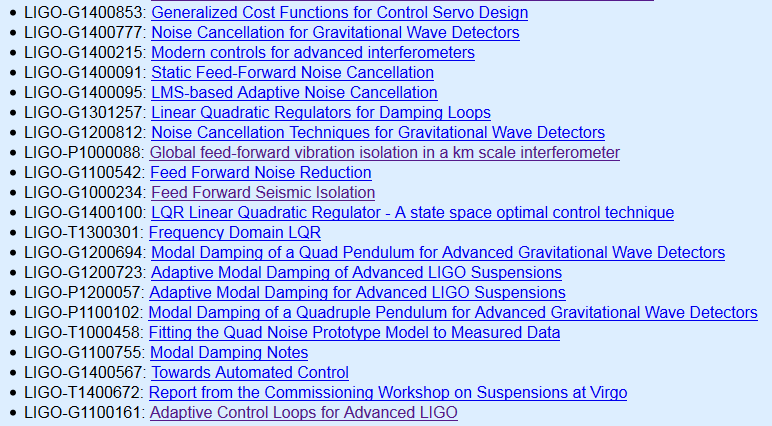 • LIGO-G1400853: Generalized Cost Functions for Control Servo Design
• LIGO-G1400777: Noise Cancellation for Gravitational Wave Detectors
• LIGO-G1400215: Modern controls for advanced interferometers
• LIGO-G1400091: Static Feed-Forward Noise Cancellation
• LIGO-G1400095: LMS-based Adaptive Noise Cancellation
• LIGO-G1301257: Linear Quadratic Regulators for Damping Loops
• LIGO-G1200812: Noise Cancellation Techniques for Gravitational Wave Detectors
• LIGO-P1000088: Global feed-forward vibration isolation in a km scale interferometer
• LIGO-G1100542: Feed Forward Noise Reduction
• LIGO-G1000234: Feed Forward Seismic Isolation
• LIGO-G1400100: LQR Linear Quadratic Regulator - A state space optimal control technique
• LIGO-T1300301: Frequency Domain LQR
• LIGO-G1200694: Modal Damping of a Quad Pendulum for Advanced Gravitational Wave Detectors
• LIGO-G1200723: Adaptive Modal Damping of Advanced LIGO Suspensions
• LIGO-P1200057: Adaptive Modal Damping for Advanced LIGO Suspensions
• LIGO-P1100102: Modal Damping of a Quadruple Pendulum for Advanced Gravitational Wave Detectors
• LIGO-T1000458: Fitting the Quad Noise Prototype Model to Measured Data
• LIGO-G1100755: Modal Damping Notes
• LIGO-G1400567: Towards Automated Control
• LIGO-T1400672: Report from the Commissioning Workshop on Suspensions at Virgo
• LIGO-G1100161: Adaptive Control Loops for Advanced LIGO